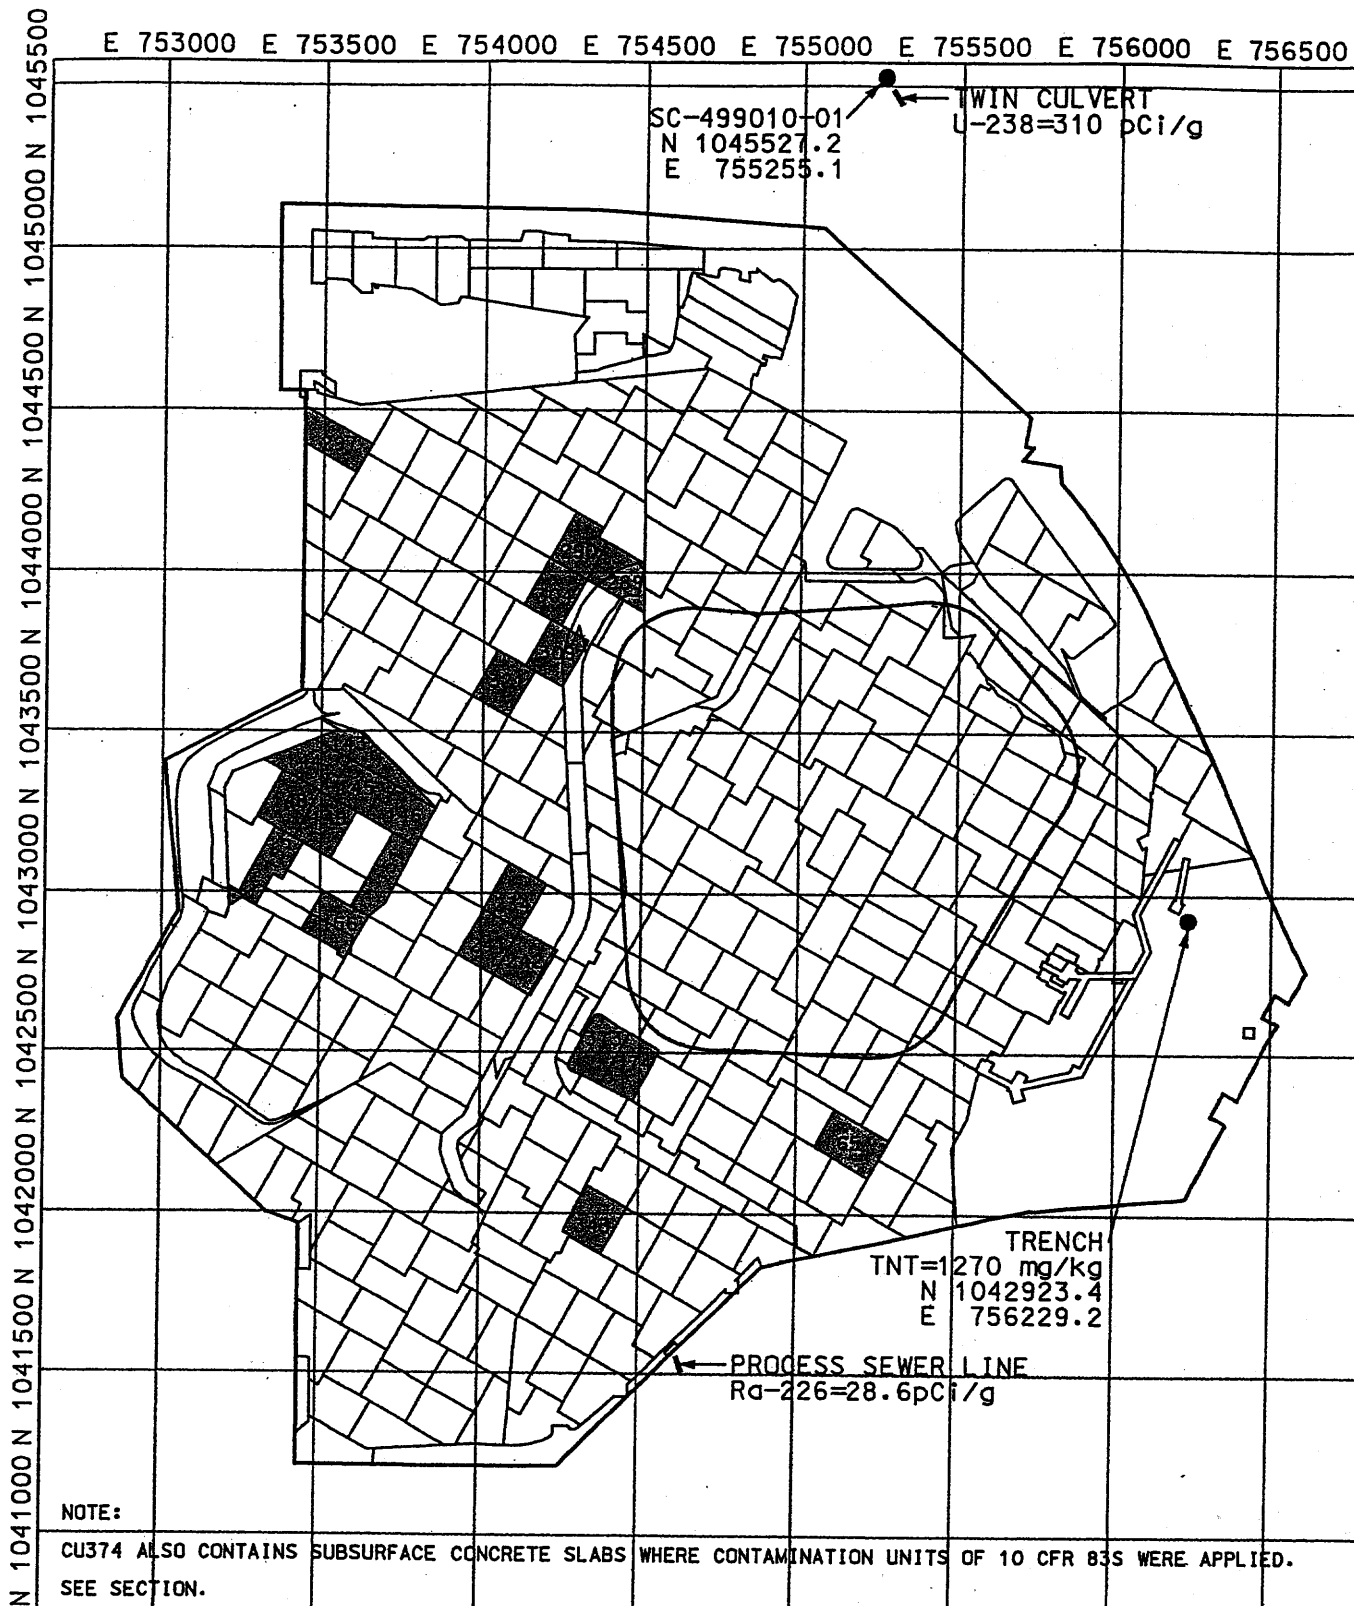 E 753000 E 753500 E 754000 E 754500 E 755000 E 755500 E 756000 E 756500
N 1045500
N 1045000
N 1044500
N 1044000
N 1043500
N 1043000
N 1042500
N 1042000
N 1041500
N 1041000
TWIN CULVERT
U-238=310 pCi/g
SC-499010-01
N 1045527.2
E 755255.1
TRENCH
TNT=1270 mg/kg
N 1042923.4
E 756229.2
PROCESS SEWER LINE
Ra-226=28.6pCi/g
NOTE:
CU374 ALSO CONTAINS SUBSURFACE CONCRETE SLABS WHERE CONTAMINATION UNITS OF 10 CFR 83S WERE APPLIED.
SEE SECTION.